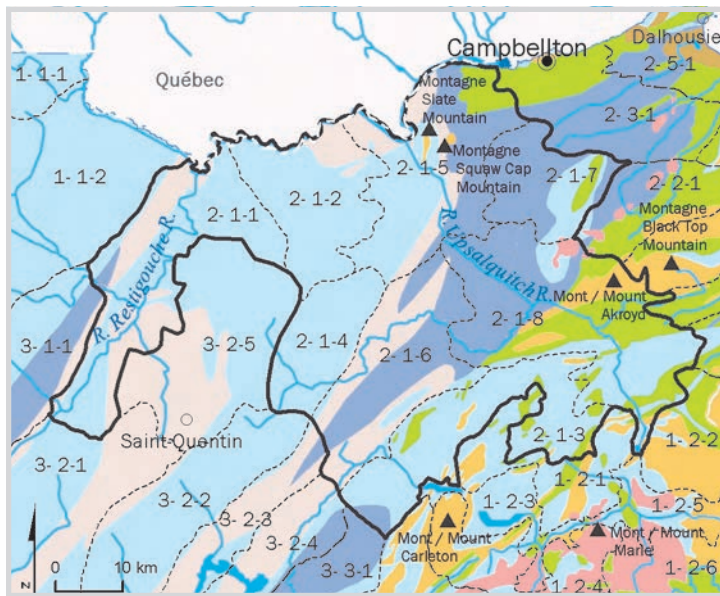 Campbellton
Dalhousie
1- 1-1
Québec
Montagne
Slate
Mountain
2- 5-1
2- 3-1
1- 1-2
2- 1-5
Montagne
Squaw Cap
Mountain
2- 1-7
2- 1-2
2- 1-1
2- 2-1
Montagne
Black Top
Mountain
R. Restigouche R.
R. Upsalquitch R.
Mont / Mount
Akroyd
3- 1-1
3- 2-5
2- 1-4
2- 1-6
2- 1-8
Saint-Quentin
2- 1-3
1- 2-2
3- 2-1
3- 2-2
1- 2-3
1- 2-1
1- 2-5
3- 2-3
3- 2-4
Mont / Mount
Carleton
Mont / Mount
Marie
3- 3-1
1- 2-4
1- 2-6
N
0 10 km